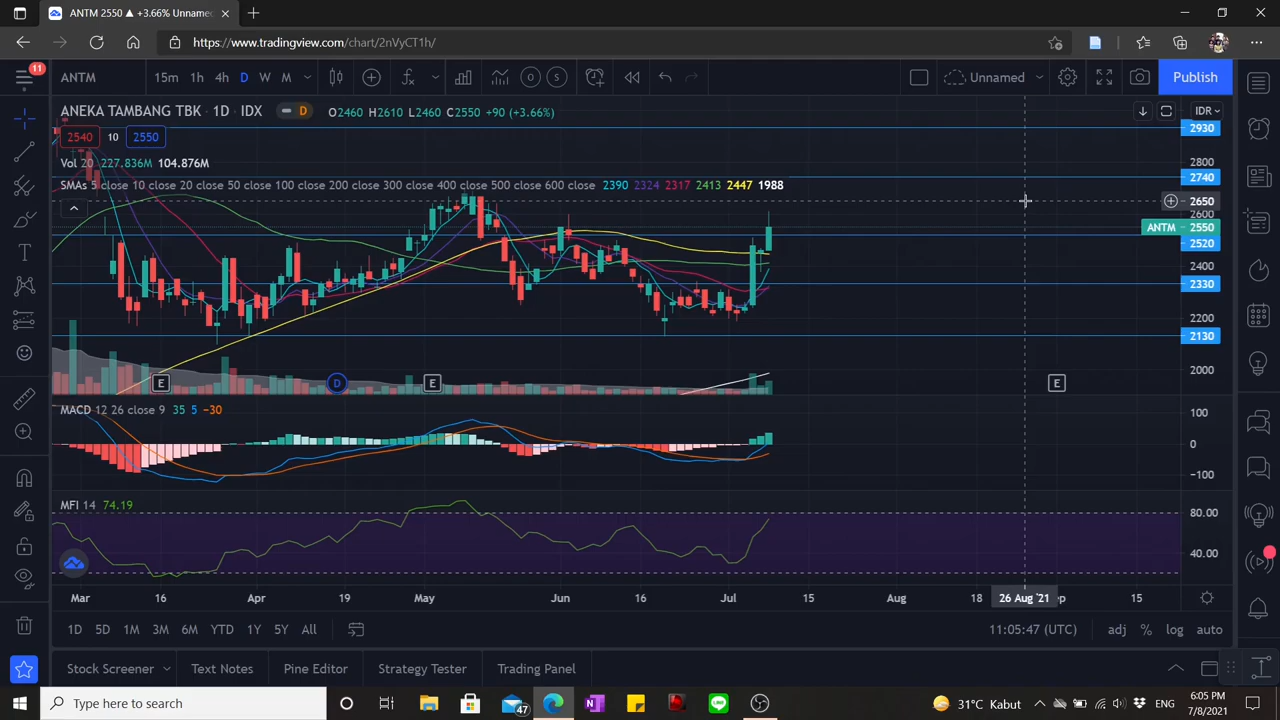 ANTM 2550 ▲ +3.66% Unnamed
https://www.tradingview.com/chart/2nVyCT1h/
11
ANTM 15m 1h 4h D W M Unnamed Publish
ANEKA TAMBANG TBK · 1D · IDX D O2460 H2610 L2460 C2550 +90 (+3.66%) IDR
2540 10 2550
2930
Vol 20 227.836M 104.876M
2800
2740
SMAs 5 close 10 close 20 close 50 close 100 close 200 close 300 close 400 close 500 close 600 close 2390 2324 2317 2413 2447 1988
2650
2600
ANTM 2550
2520
2400
2330
2200
2130
2000
E D E E
MACD 12 26 close 9 35 5 −30
100
0
−100
MFI 14 74.19
80.00
40.00
Mar 16 Apr 19 May Jun 16 Jul 15 Aug 18 26 Aug '21 ep 15
1D 5D 1M 3M 6M YTD 1Y 5Y All 11:05:47 (UTC) adj % log auto
Stock Screener Text Notes Pine Editor Strategy Tester Trading Panel
Type here to search 47 31°C Kabut ENG 6:05 PM
7/8/2021